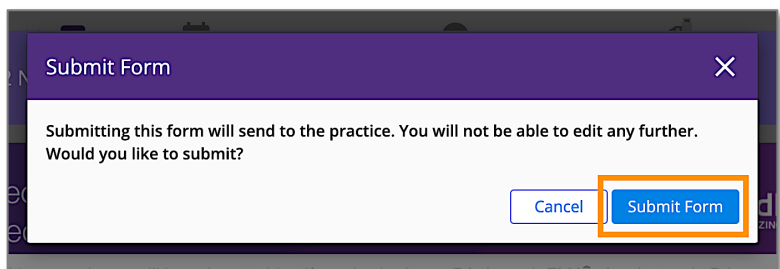 Submit Form
Submitting this form will send to the practice. You will not be able to edit any further.
Would you like to submit?
Cancel
Submit Form